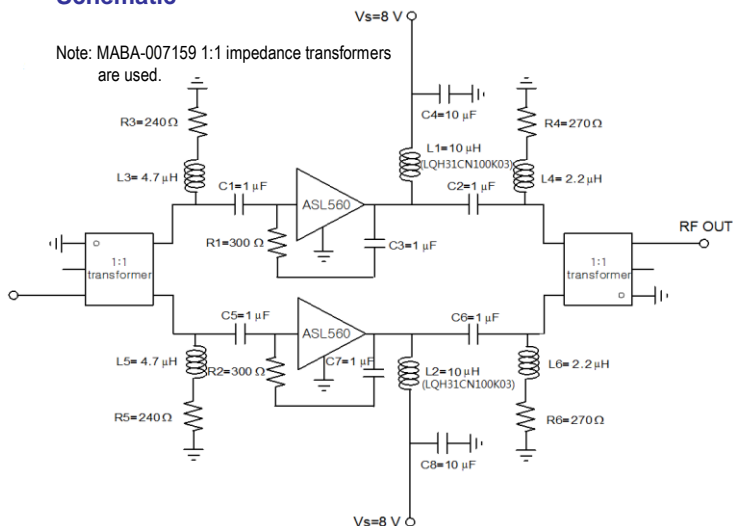 Schematic
Vs=8 V
Note: MABA-007159 1:1 impedance transformers
are used.
C4=10 µF
R3=240Ω
R4=270Ω
L1=10 µH
(LQH31CN100K03)
L3= 4.7 µH
C1=1 µF
C2=1 µF
L4= 2.2 µH
ASL560
RF OUT
R1=300 Ω
C3=1 µF
1:1
transformer
1:1
transformer
C5=1 µF
C6=1 µF
ASL560
C7=1 µF
L5= 4.7 µH
R2=300 Ω
L2=10 µH
(LQH31CN100K03)
L6=2.2µH
R5=240Ω
R6=270Ω
C8=10 µF
Vs=8 V